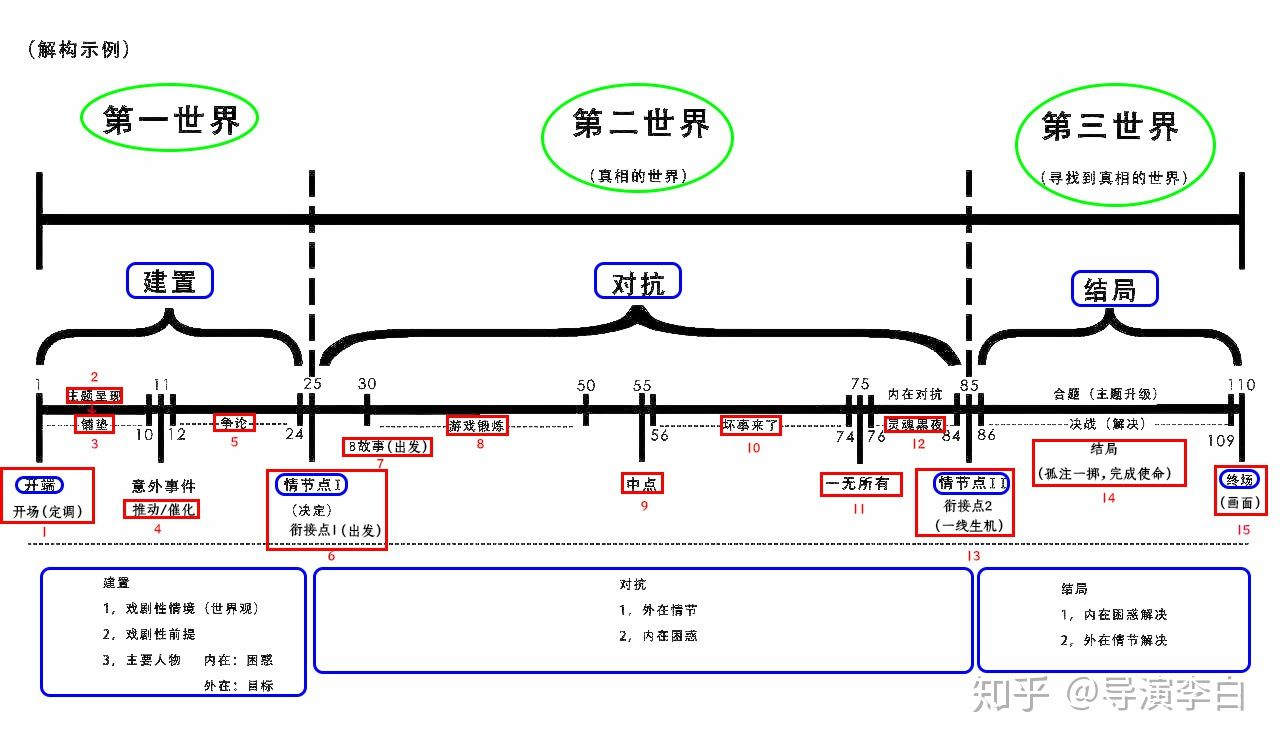 (解构示例)
第一世界
第二世界
(真相的世界)
第三世界
(寻找到真相的世界)
建置
对抗
结局
2
1
主题呈现
11
25
30
50
55
75
内在对抗
85
合题(主题升级)
110
铺垫
3
10
12
争论
5
24
B故事(出发)
7
游戏锻炼
8
56
坏事来了
10
74
76
灵魂黑夜
12
84
86
决战(解决)
109
开端
开场(定调)
1
意外事件
推动/催化
4
情节点I
(决定)
衔接点1(出发)
6
中点
9
一无所有
11
情节点II
衔接点2
(一线生机)
13
结局
(孤注一掷,完成使命)
14
终场
(画面)
15
建置
1, 戏剧性情境(世界观)
2, 戏剧性前提
3, 主要人物 内在:困惑
外在:目标
对抗
1, 外在情节
2, 内在困惑
结局
1, 内在困惑解决
2, 外在情节解决
知乎 @导演李白